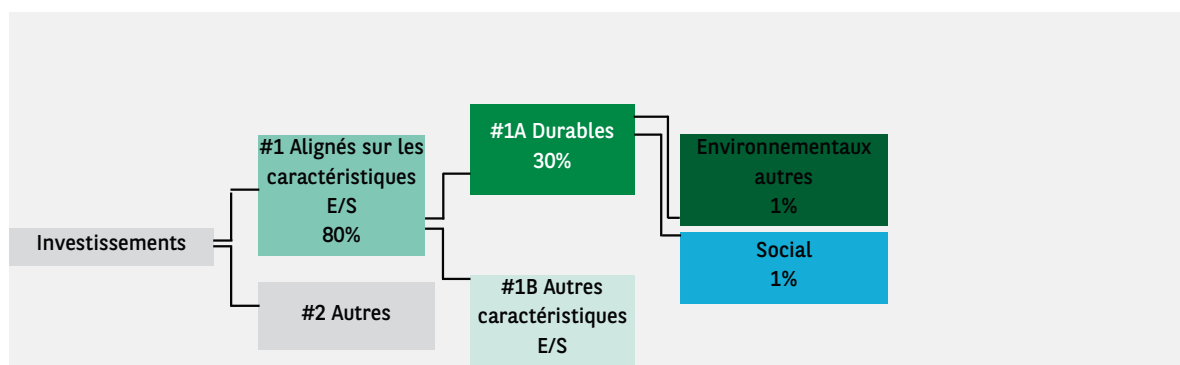 Investissements
#1 Alignés sur les
caractéristiques
E/S
80%
#2 Autres
#1A Durables
30%
#1B Autres
caractéristiques
E/S
Environnementaux
autres
1%
Social
1%